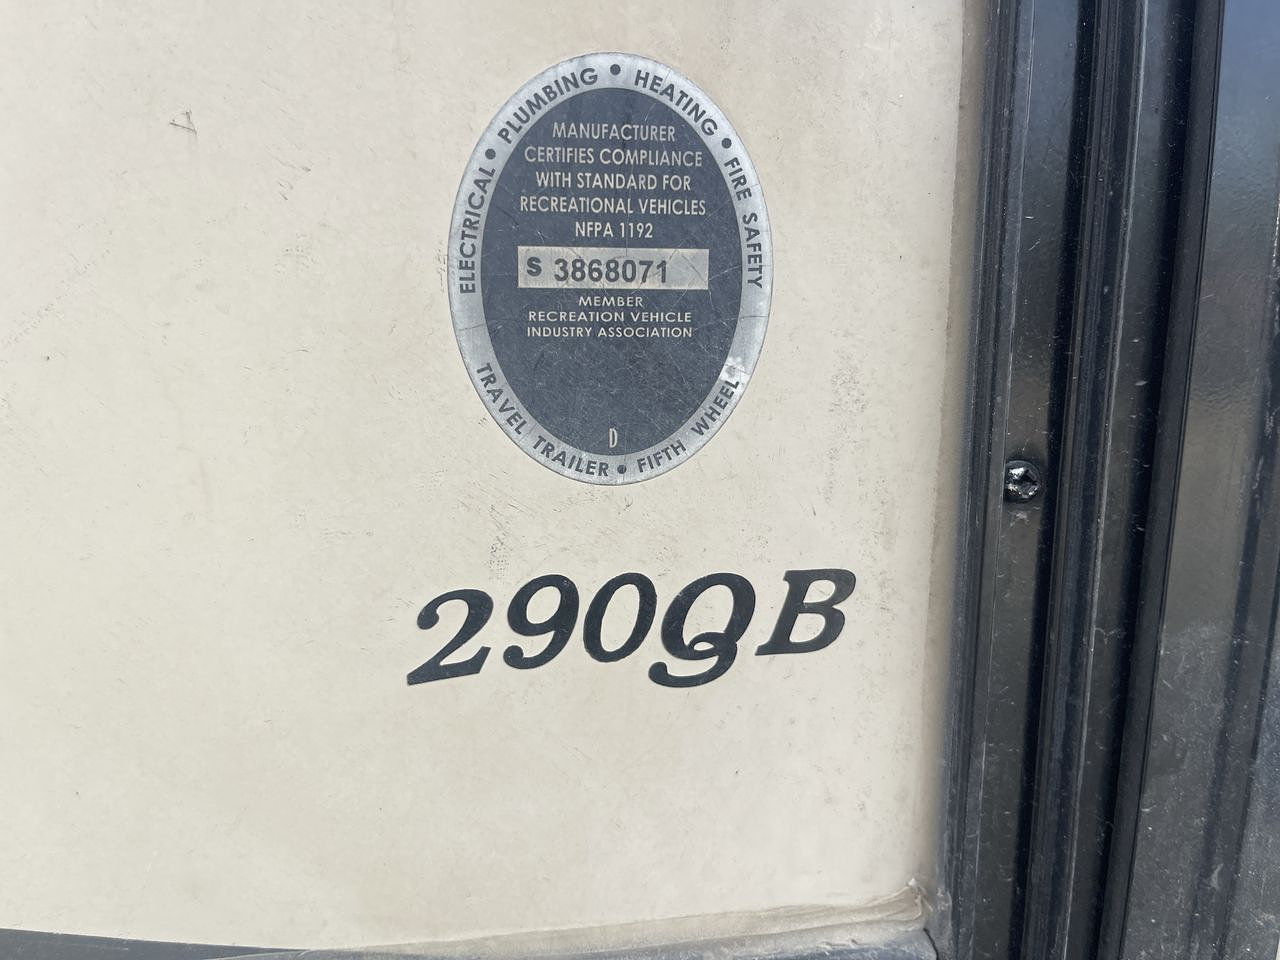 ELECTRICAL • PLUMBING • HEATING • FIRE SAFETY
MANUFACTURER
CERTIFIES COMPLIANCE
WITH STANDARD FOR
RECREATIONAL VEHICLES
NFPA 1192
S 3868071
MEMBER
RECREATION VEHICLE
INDUSTRY ASSOCIATION
D
TRAVEL TRAILER • FIFTH WHEEL
290QB